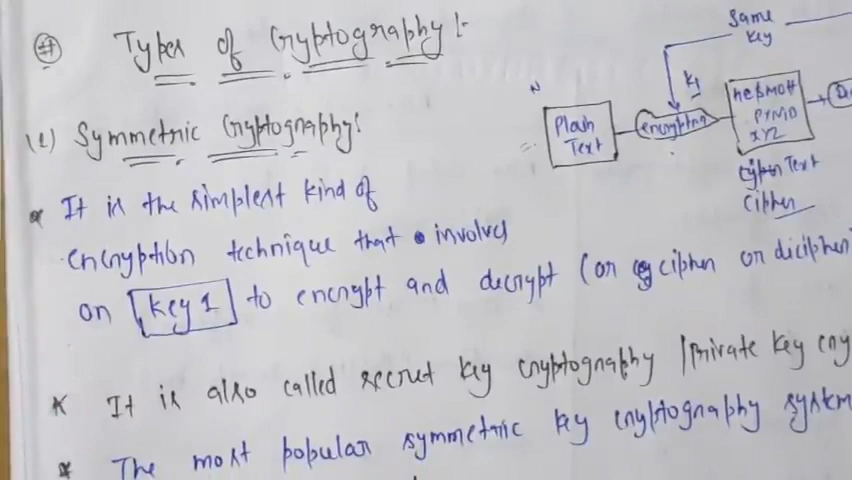 # Types of Cryptography :-
(1) Symmetric Cryptography:
* It is the simplest kind of
encryption technique that involves
on Key 1 to encrypt and decrypt (or cipher or dicipher)
* It is also called secret key cryptography / Private key cry
* The most popular symmetric key cryptography system
Same
key
K1
Plain
Text
encryption
XYZ
cipher Text
Cipher